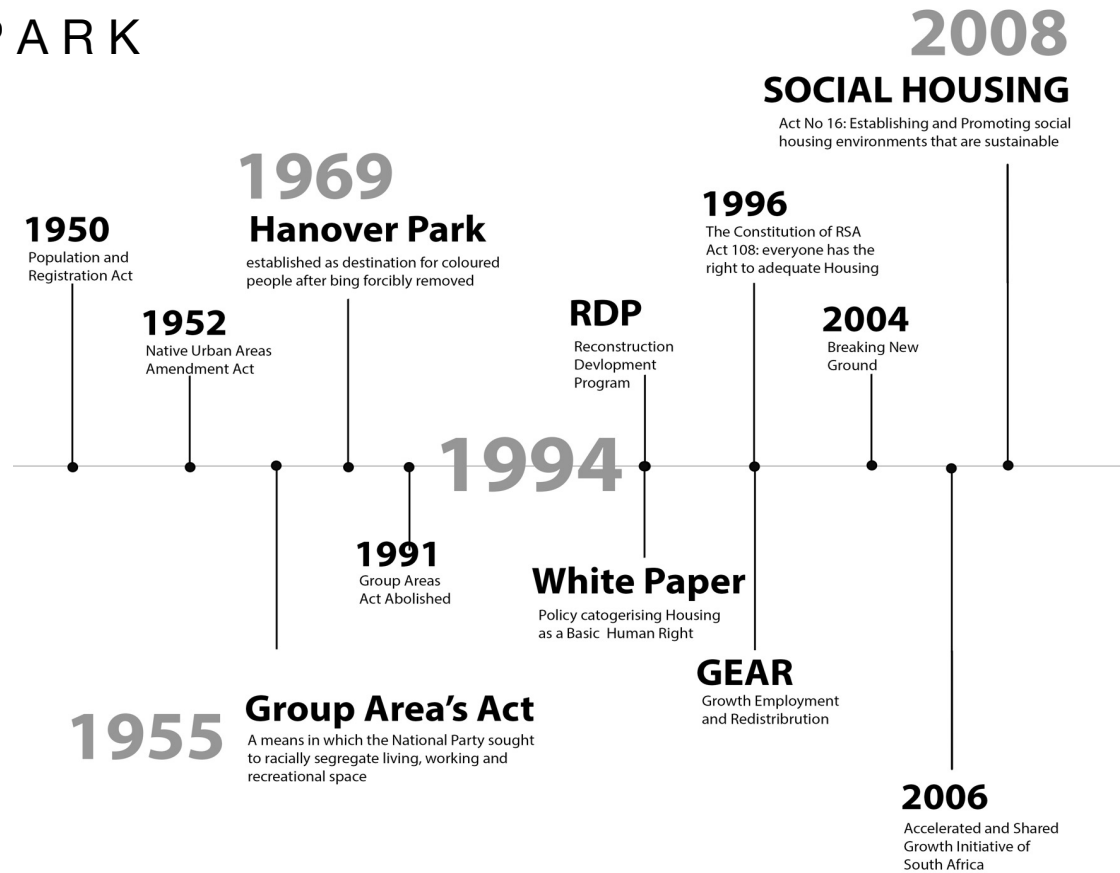 PARK
2008
SOCIAL HOUSING
Act No 16: Establishing and Promoting social
housing environments that are sustainable
1969
Hanover Park
established as destination for coloured
people after bing forcibly removed
1950
Population and
Registration Act
1996
The Constitution of RSA
Act 108: everyone has the
right to adequate Housing
1952
Native Urban Areas
Amendment Act
RDP
Reconstruction
Devlopment
Program
2004
Breaking New
Ground
1994
1991
Group Areas
Act Abolished
White Paper
Policy catogerising Housing
as a Basic Human Right
GEAR
Growth Employment
and Redistribrution
1955
Group Area's Act
A means in which the National Party sought
to racially segregate living, working and
recreational space
2006
Accelerated and Shared
Growth Initiative of
South Africa